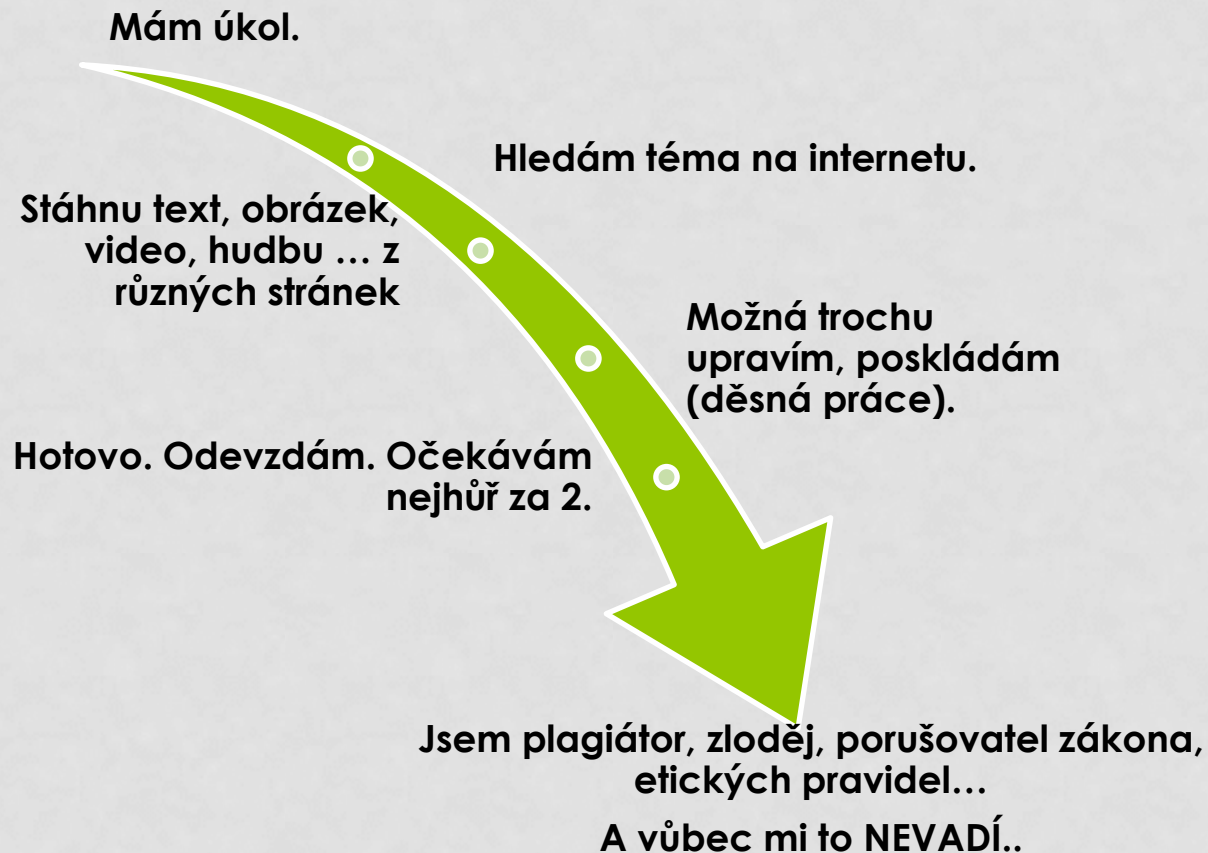 Mám úkol.
Hledám téma na internetu.
Stáhnu text, obrázek,
video, hudbu … z
různých stránek
Možná trochu
upravím, poskládám
(děsná práce).
Hotovo. Odevzdám. Očekávám
nejhůř za 2.
Jsem plagiátor, zloděj, porušovatel zákona,
etických pravidel…
A vůbec mi to NEVADÍ..